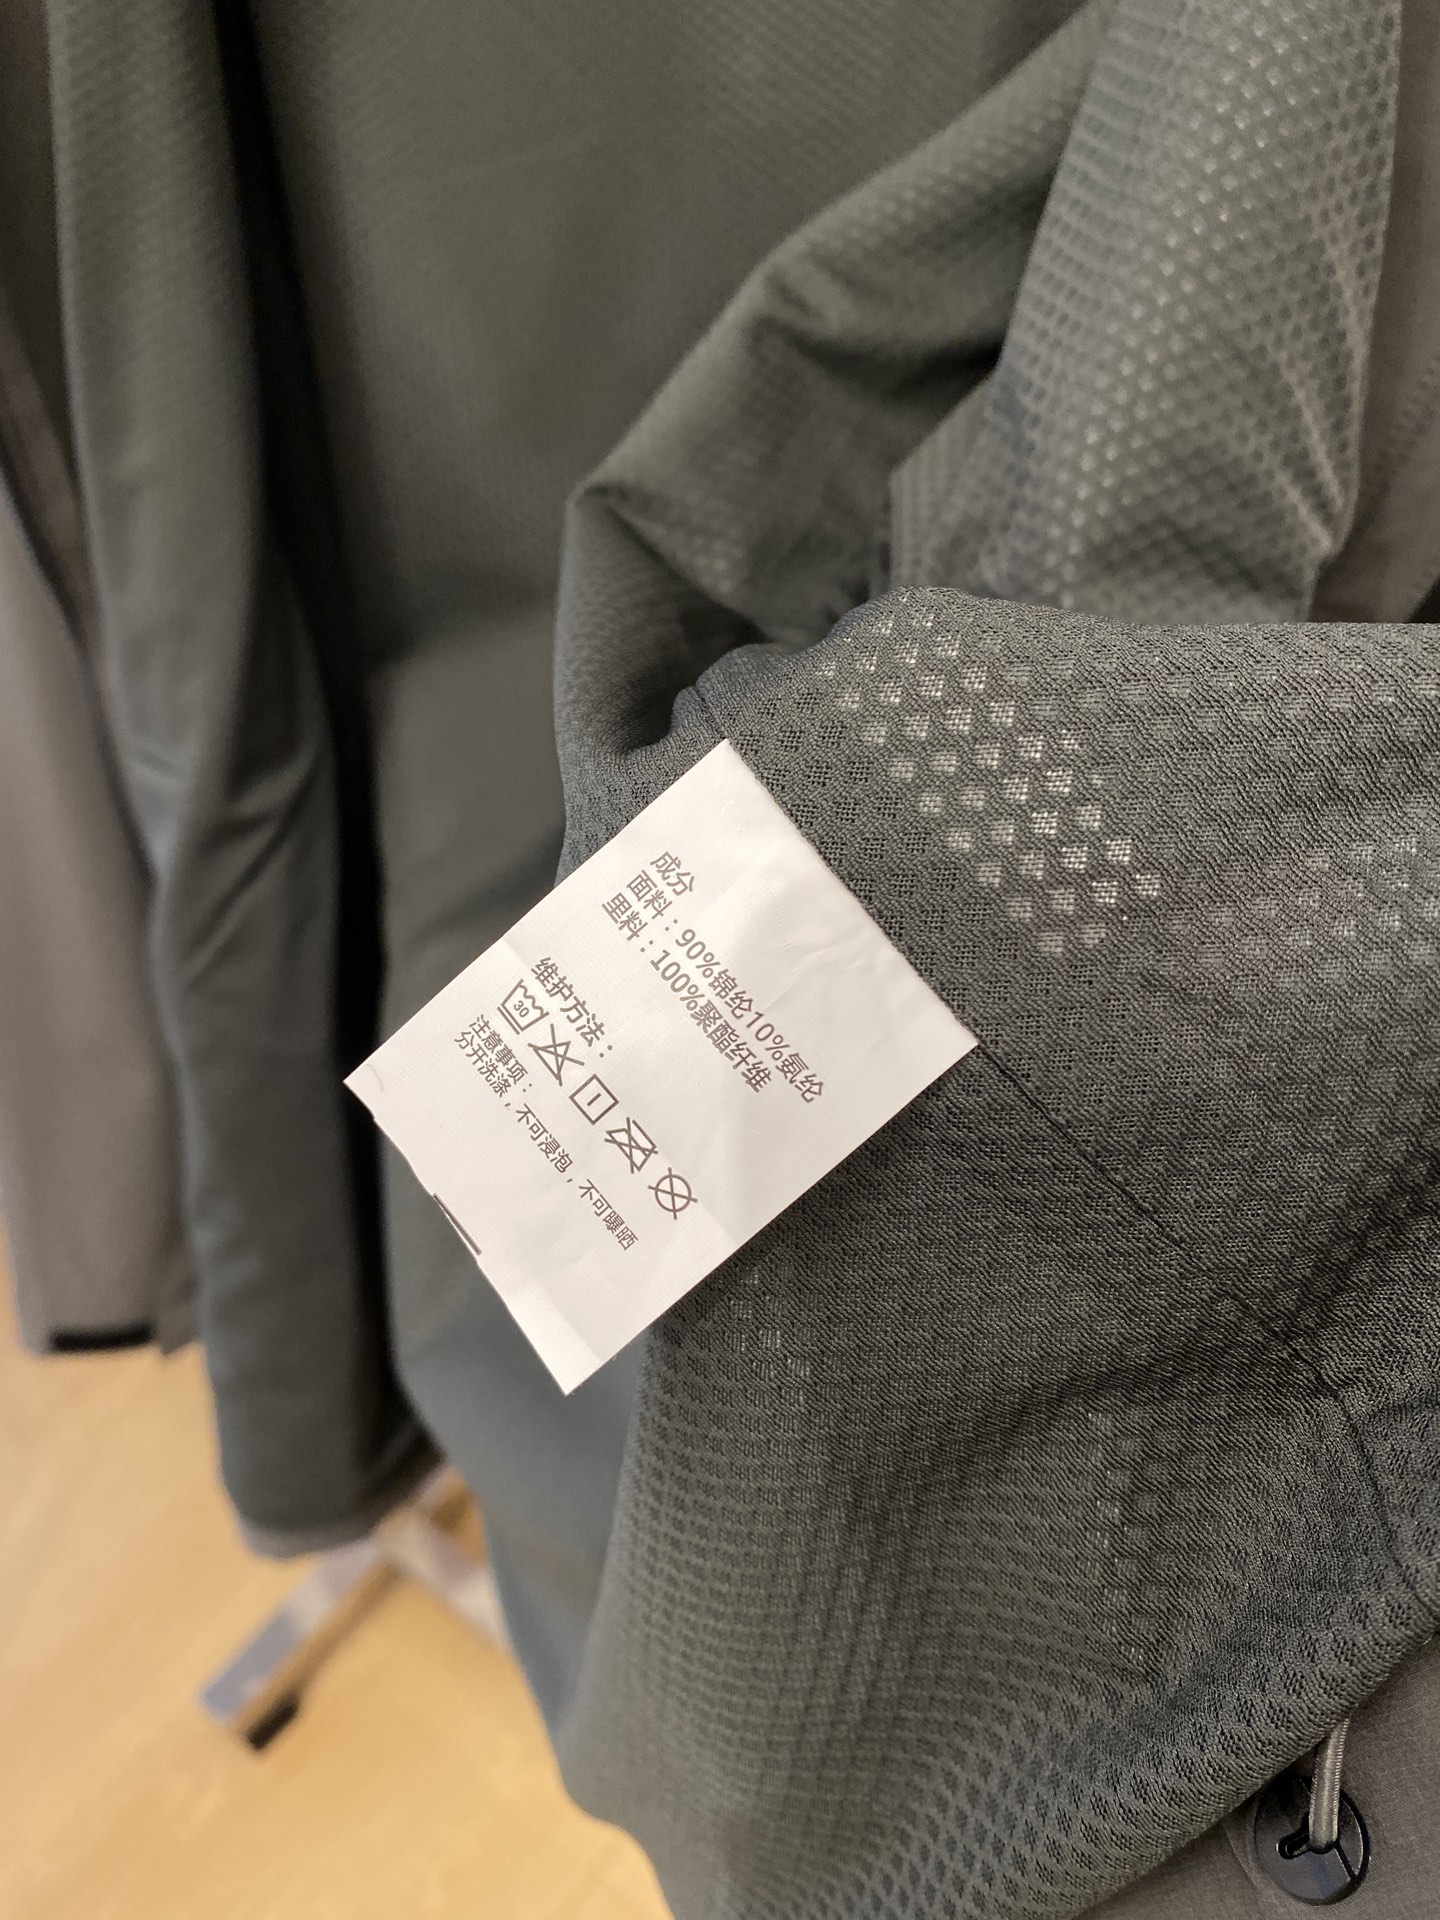 成分
面料：90%锦纶10%氨纶
里料：100%聚酯纤维
维护方法：
30
注意事项：
分开洗涤，不可浸泡，不可曝晒